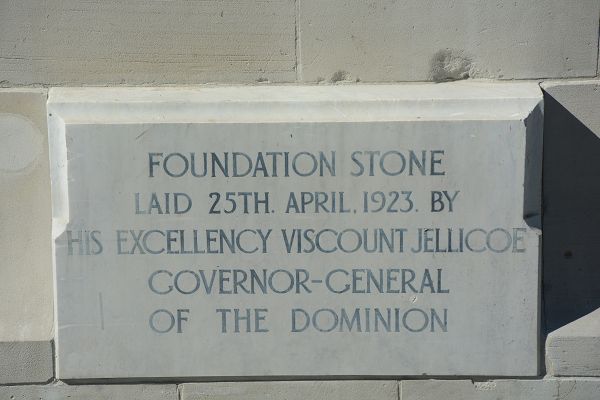 FOUNDATION STONE
LAID 25TH. APRIL, 1923. BY
HIS EXCELLENCY VISCOUNT JELLICOE
GOVERNOR-GENERAL
OF THE DOMINION